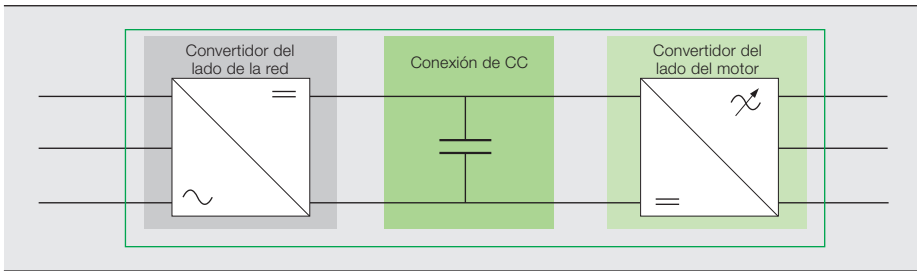 Convertidor del
lado de la red
Conexión de CC
Convertidor del
lado del motor